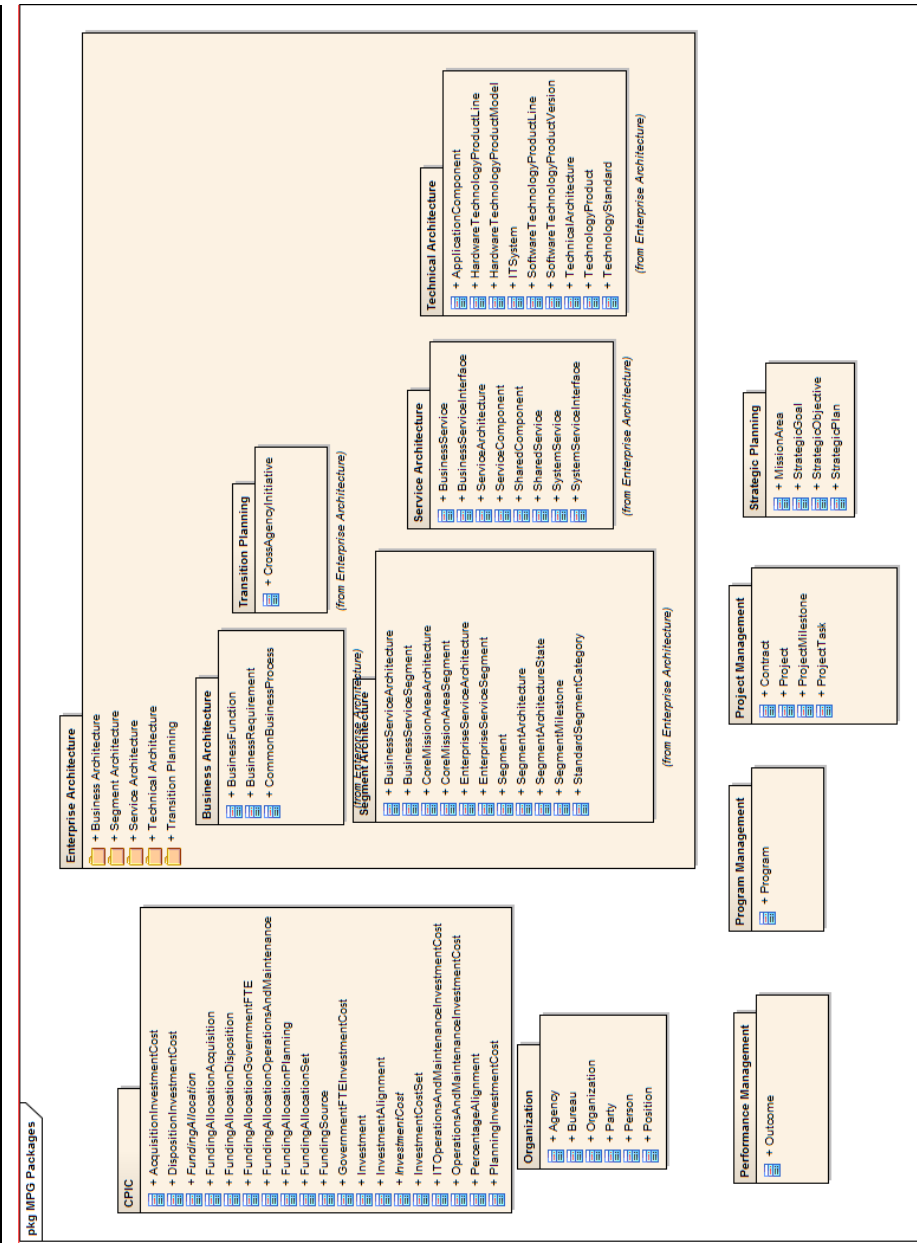 pkg MPG Packages
CPIC
+ AcquisitionInvestmentCost
+ DispositionInvestmentCost
+ FundingAllocation
+ FundingAllocationAcquisition
+ FundingAllocationDisposition
+ FundingAllocationGovernmentFTE
+ FundingAllocationOperationsAndMaintenance
+ FundingAllocationPlanning
+ FundingAllocationSet
+ FundingSource
+ GovernmentFTEInvestmentCost
+ Investment
+ InvestmentAlignment
+ InvestmentCost
+ InvestmentCostSet
+ ITOperationsAndMaintenanceInvestmentCost
+ OperationsAndMaintenanceInvestmentCost
+ PercentageAlignment
+ PlanningInvestmentCost
Enterprise Architecture
+ Business Architecture
+ Segment Architecture
+ Service Architecture
+ Technical Architecture
+ Transition Planning
Business Architecture
+ BusinessFunction
+ BusinessRequirement
+ CommonBusinessProcess
(from Enterprise Architecture)
Transition Planning
+ CrossAgencyInitiative
(from Enterprise Architecture)
Segment Architecture
+ BusinessServiceArchitecture
+ BusinessServiceSegment
+ CoreMissionAreaArchitecture
+ CoreMissionAreaSegment
+ EnterpriseServiceArchitecture
+ EnterpriseServiceSegment
+ Segment
+ SegmentArchitecture
+ SegmentArchitectureState
+ SegmentMilestone
+ StandardSegmentCategory
(from Enterprise Architecture)
Service Architecture
+ BusinessService
+ BusinessServiceInterface
+ ServiceArchitecture
+ ServiceComponent
+ SharedComponent
+ SharedService
+ SystemService
+ SystemServiceInterface
(from Enterprise Architecture)
Technical Architecture
+ ApplicationComponent
+ HardwareTechnologyProductLine
+ HardwareTechnologyProductModel
+ ITSystem
+ SoftwareTechnologyProductLine
+ SoftwareTechnologyProductVersion
+ TechnicalArchitecture
+ TechnologyProduct
+ TechnologyStandard
(from Enterprise Architecture)
Organization
+ Agency
+ Bureau
+ Organization
+ Party
+ Person
+ Position
Performance Management
+ Outcome
Program Management
+ Program
Project Management
+ Contract
+ Project
+ ProjectMilestone
+ ProjectTask
Strategic Planning
+ MissionArea
+ StrategicGoal
+ StrategicObjective
+ StrategicPlan